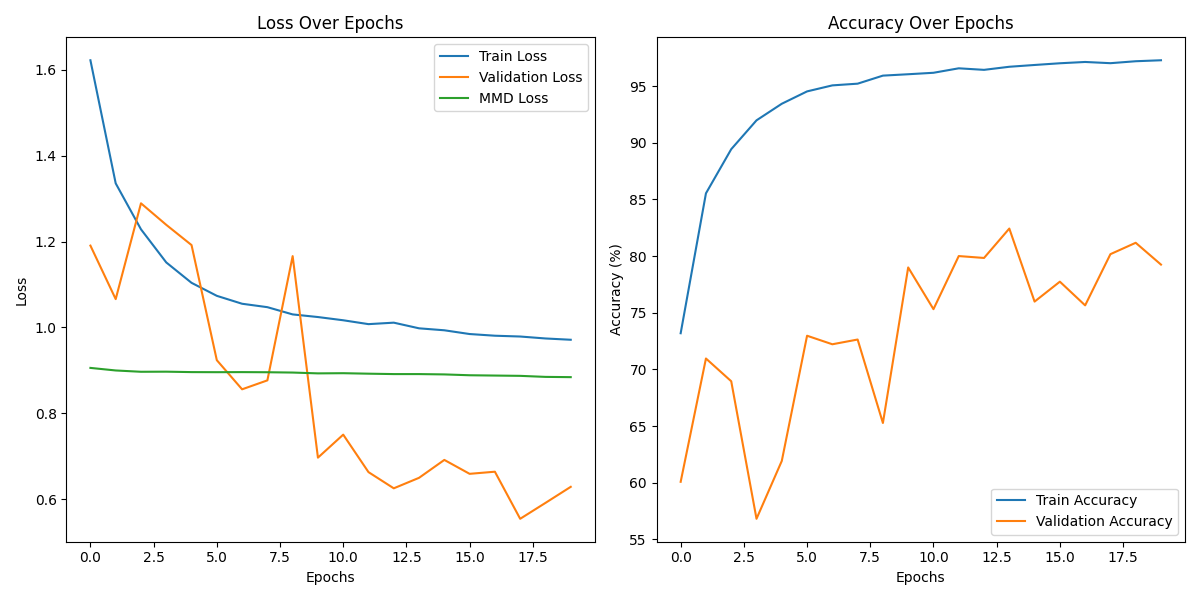 Loss Over Epochs
Train Loss
Validation Loss
MMD Loss
1.6
1.4
1.2
1.0
0.8
0.6
Loss
0.0 2.5 5.0 7.5 10.0 12.5 15.0 17.5
Epochs
Accuracy Over Epochs
95
90
85
80
75
70
65
60
55
Accuracy (%)
Train Accuracy
Validation Accuracy
0.0 2.5 5.0 7.5 10.0 12.5 15.0 17.5
Epochs